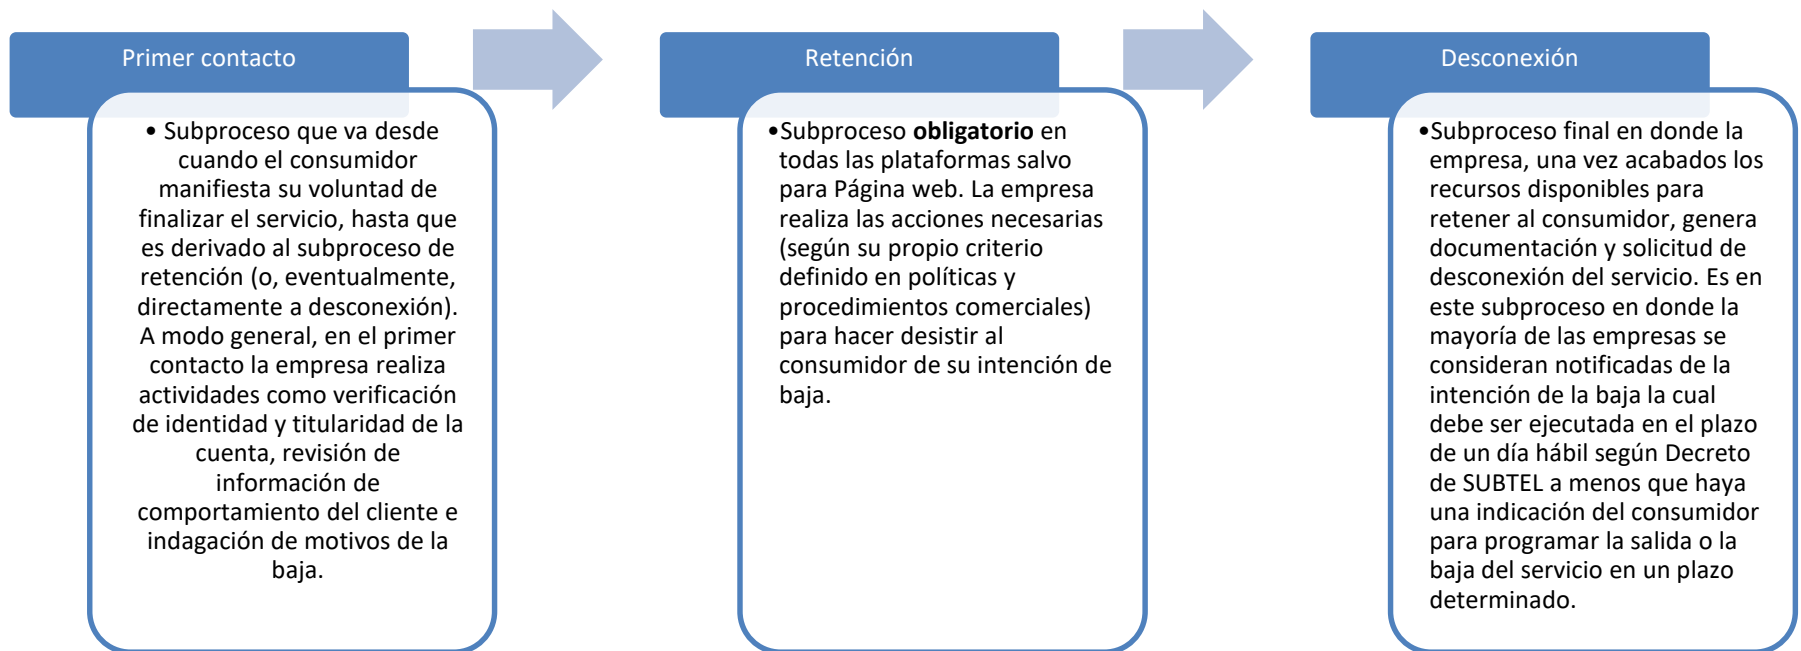 Primer contacto
• Subproceso que va desde
cuando el consumidor
manifiesta su voluntad de
finalizar el servicio, hasta que
es derivado al subproceso de
retención (o, eventualmente,
directamente a desconexión).
A modo general, en el primer
contacto la empresa realiza
actividades como verificación
de identidad y titularidad de la
cuenta, revisión de
información de
comportamiento del cliente e
indagación de motivos de la
baja.
Retención
•Subproceso obligatorio en
todas las plataformas salvo
para Página web. La empresa
realiza las acciones necesarias
(según su propio criterio
definido en políticas y
procedimientos comerciales)
para hacer desistir al
consumidor de su intención de
baja.
Desconexión
•Subproceso final en donde la
empresa, una vez acabados los
recursos disponibles para
retener al consumidor, genera
documentación y solicitud de
desconexión del servicio. Es en
este subproceso en donde la
mayoría de las empresas se
consideran notificadas de la
intención de la baja la cual
debe ser ejecutada en el plazo
de un día hábil según Decreto
de SUBTEL a menos que haya
una indicación del consumidor
para programar la salida o la
baja del servicio en un plazo
determinado.